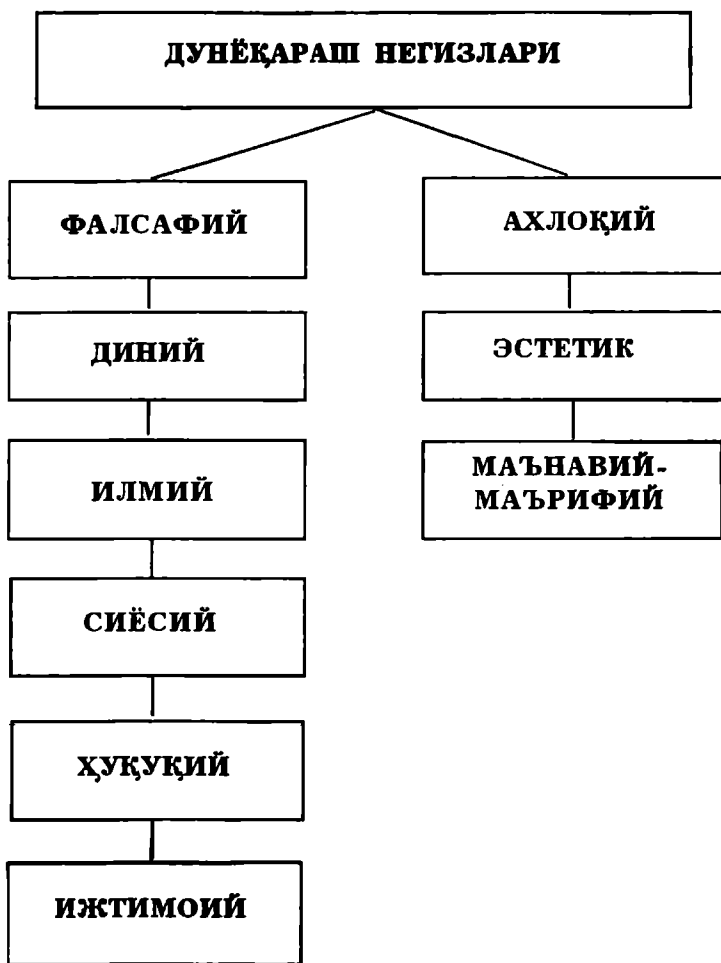 ДУНЁҚАРАШ НЕГИЗЛАРИ
ФАЛСАФИЙ
ДИНИЙ
ИЛМИЙ
СИЁСИЙ
ҲУҚУҚИЙ
ИЖТИМОИЙ
АХЛОҚИЙ
ЭСТЕТИК
МАЪНАВИЙ-
МАЪРИФИЙ